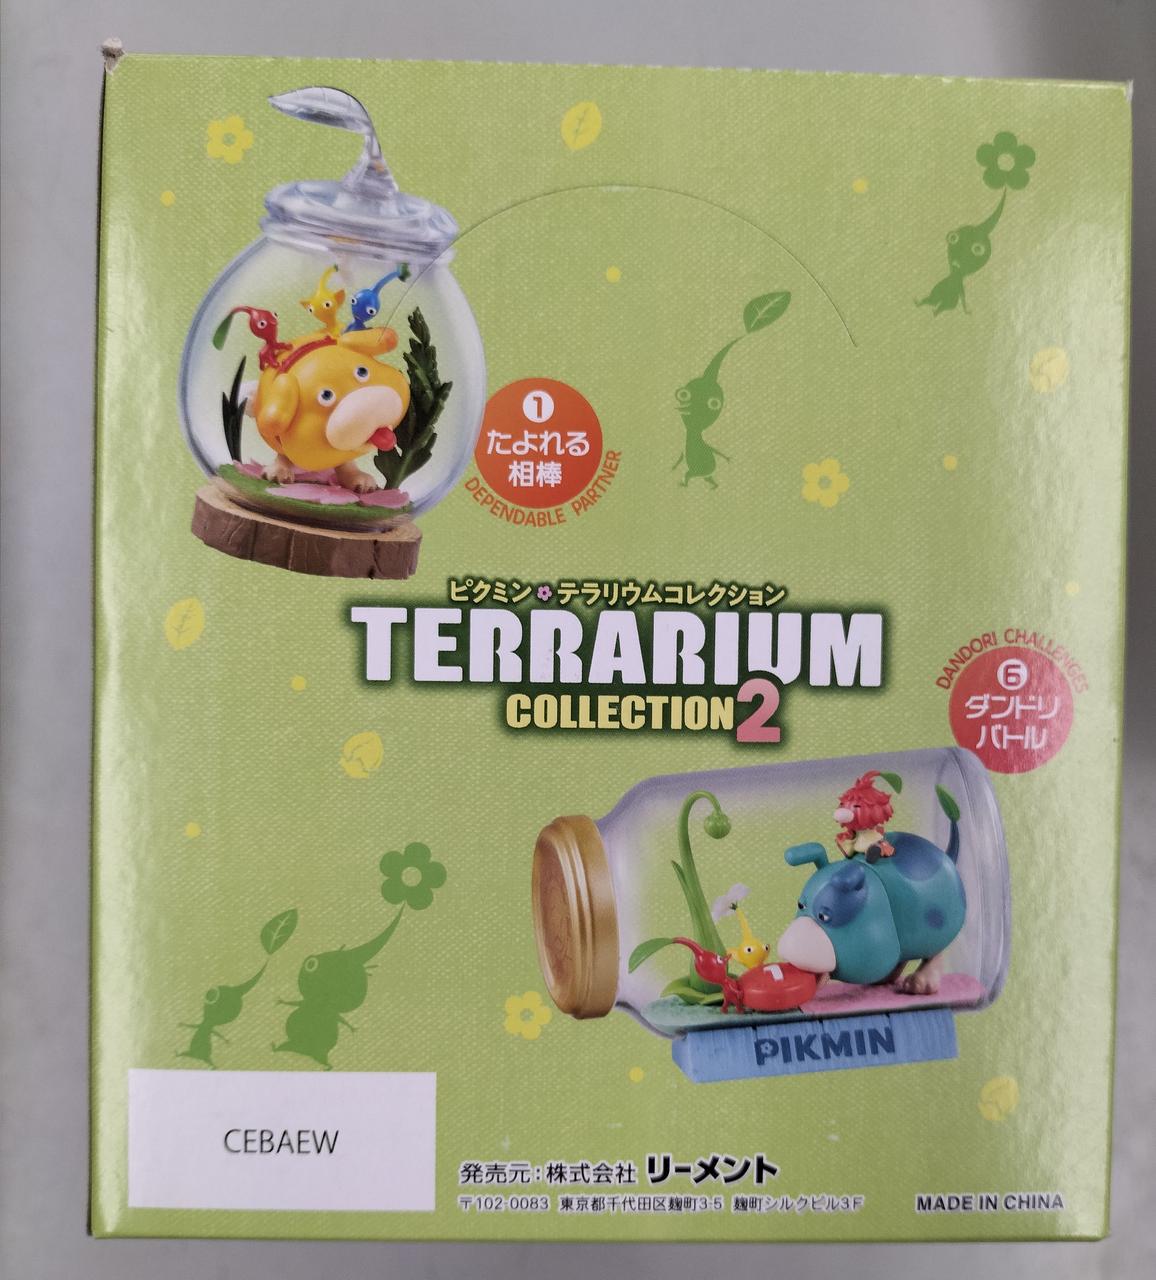 1
たよれる
相棒
DEPENDABLE PARTNER
ピクミン テラリウムコレクション
TERRARIUM
COLLECTION 2
DANDORI CHALLENGES
6
ダンドリ
バトル
1
PIKMIN
CEBAEW
発売元:株式会社 リーメント
〒102-0083 東京都千代田区麹町3-5 麹町シルクビル3F
MADE IN CHINA